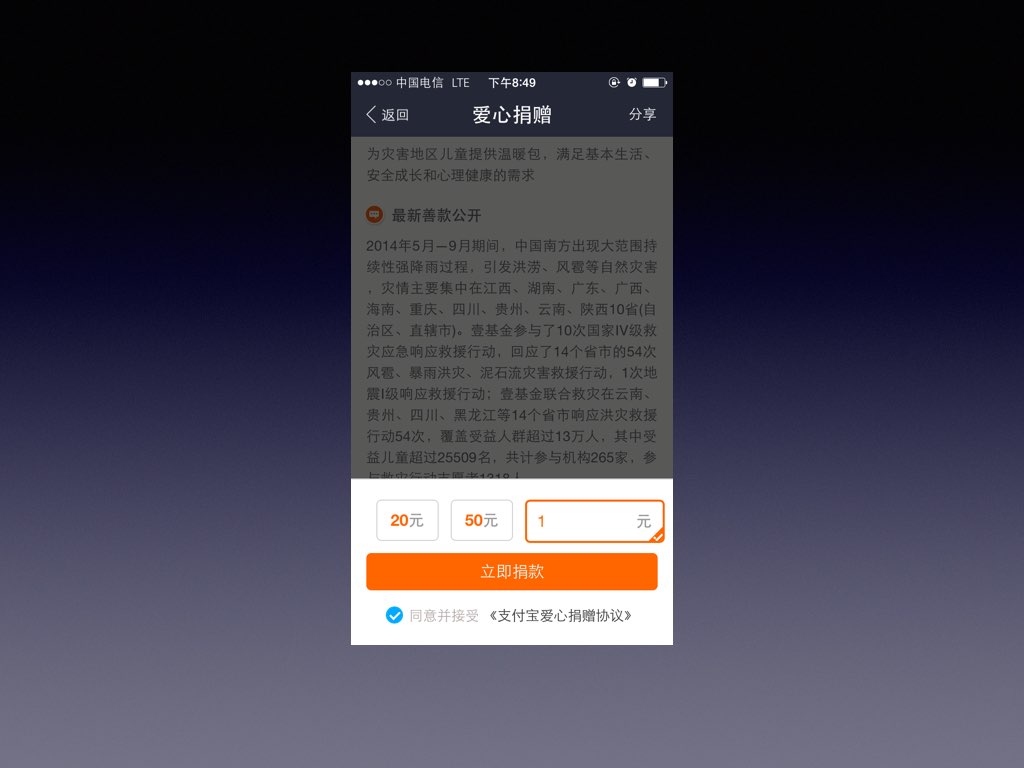 中国电信 LTE 下午8:49
返回 爱心捐赠 分享
为灾害地区儿童提供温暖包，满足基本生活、
安全成长和心理健康的需求
最新善款公开
2014年5月—9月期间，中国南方出现大范围持
续性强降雨过程，引发洪涝、风雹等自然灾害
，灾情主要集中在江西、湖南、广东、广西、
海南、重庆、四川、贵州、云南、陕西10省(自
治区、直辖市)。壹基金参与了10次国家IV级救
灾应急响应救援行动，回应了14个省市的54次
风雹、暴雨洪灾、泥石流灾害救援行动，1次地
震I级响应救援行动；壹基金联合救灾在云南、
贵州、四川、黑龙江等14个省市响应洪灾救援
行动54次，覆盖受益人群超过13万人，其中受
益儿童超过25509名，共计参与机构265家，参
与救灾行动志愿者1318人
20元 50元 1 元
立即捐款
同意并接受 《支付宝爱心捐赠协议》